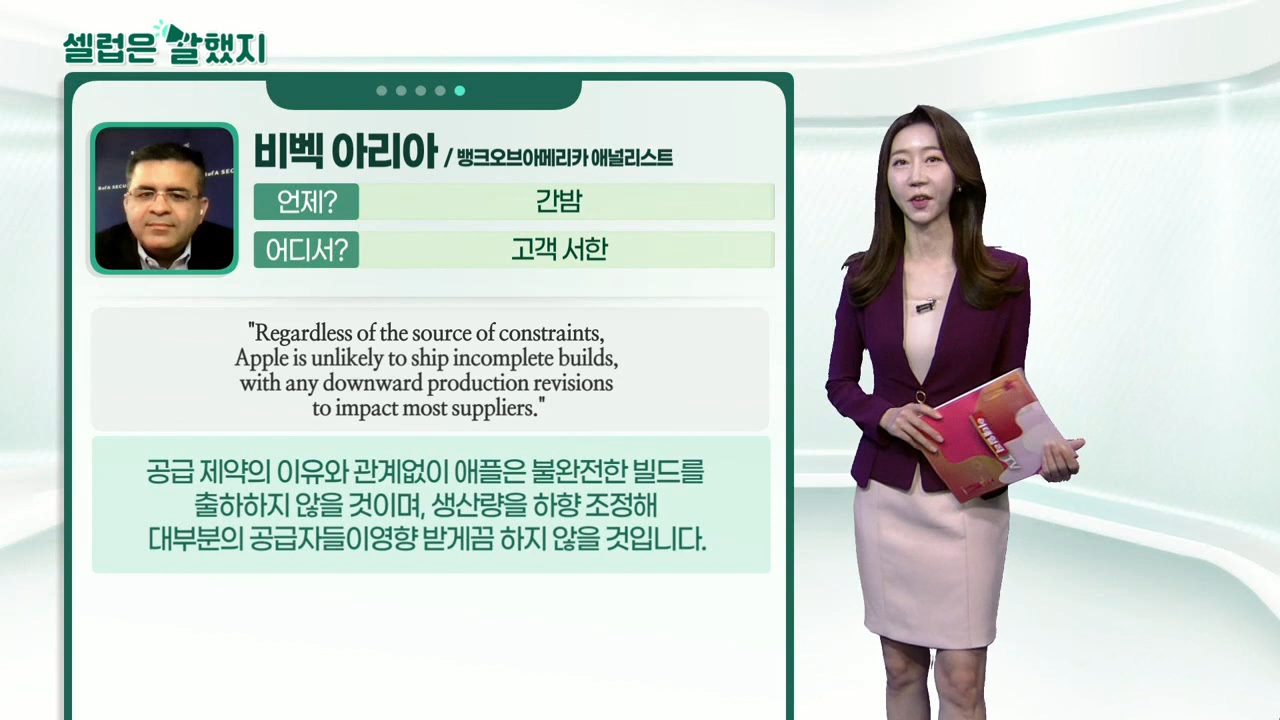 셀럽은 말했지
비벡 아리아 / 뱅크오브아메리카 애널리스트
언제? 간밤
어디서? 고객 서한
"Regardless of the source of constraints,
Apple is unlikely to ship incomplete builds,
with any downward production revisions
to impact most suppliers."
공급 제약의 이유와 관계없이 애플은 불완전한 빌드를
출하하지 않을 것이며, 생산량을 하향 조정해
대부분의 공급자들이영향 받게끔 하지 않을 것입니다.
이데일리 TV